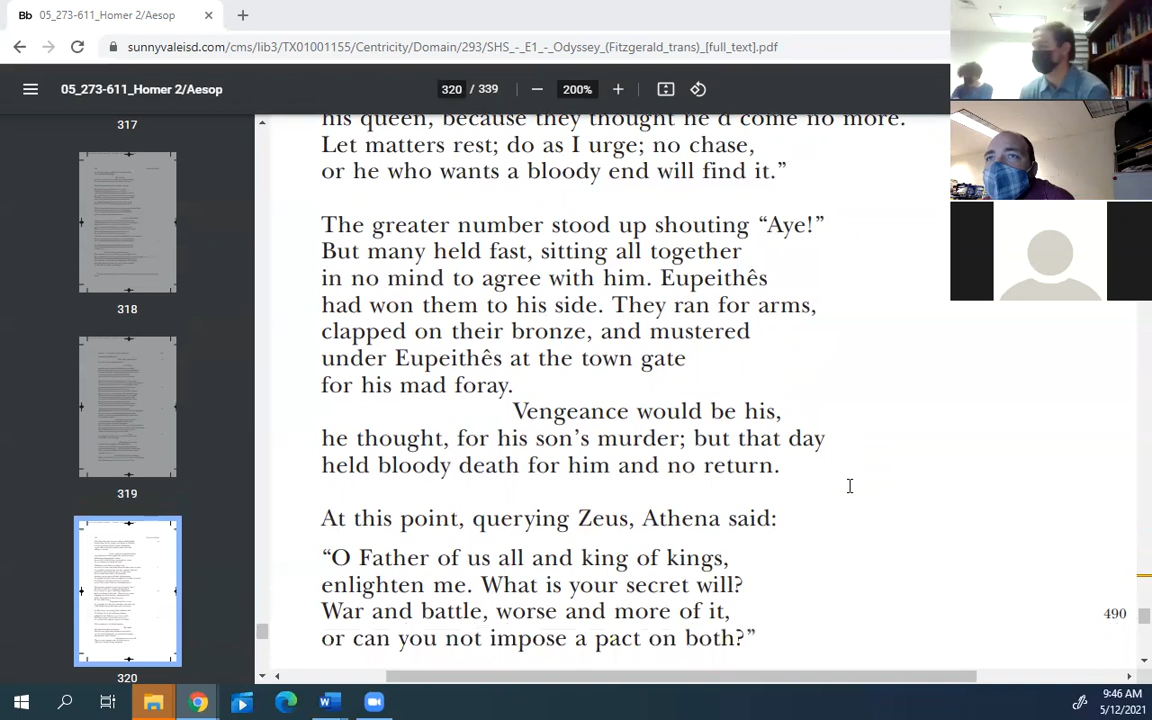 05_273-611_Homer 2/Aesop
sunnyvaleisd.com/cms/lib3/TX01001155/Centricity/Domain/293/SHS_-_E1_-_Odyssey_(Fitzgerald_trans)_[full_text].pdf
05_273-611_Homer 2/Aesop
320 / 339
200%
317
318
319
320
his queen, because they thought he'd come no more.
Let matters rest; do as I urge; no chase,
or he who wants a bloody end will find it.”
The greater number stood up shouting “Aye!”
But many held fast, sitting all together
in no mind to agree with him. Eupeithês
had won them to his side. They ran for arms,
clapped on their bronze, and mustered
under Eupeithês at the town gate
for his mad foray.
Vengeance would be his,
he thought, for his son’s murder; but that day
held bloody death for him and no return.
At this point, querying Zeus, Athena said:
“O Father of us all and king of kings,
enlighten me. What is your secret will?
War and battle, worse and more of it,
or can you not impose a pact on both?”
490
9:46 AM
5/12/2021